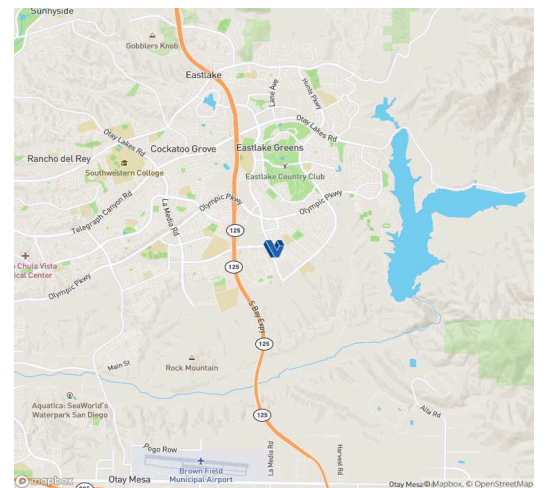 Sunnyside
Gobblers Knob
Eastlake
Lane Ave
Hunte Pkwy
Otay Lakes Rd
Otay Lakes Rd
Cockatoo Grove
Eastlake Greens
Rancho del Rey
Southwestern College
Eastlake Country Club
Telegraph Canyon Rd
La Media Rd
Olympic Pkwy
Olympic Pkwy
125
Chula Vista
ical Center
125
Olympic Pkwy
S Bay Expy
125
Main St
Rock Mountain
Aquatica: SeaWorld's
Waterpark San Diego
125
Alta Rd
Pogo Row
La Media Rd
Harvest Rd
Brown Field
Municipal Airport
Otay Mesa
Otay Mesa
mapbox
© Mapbox, © OpenStreetMap